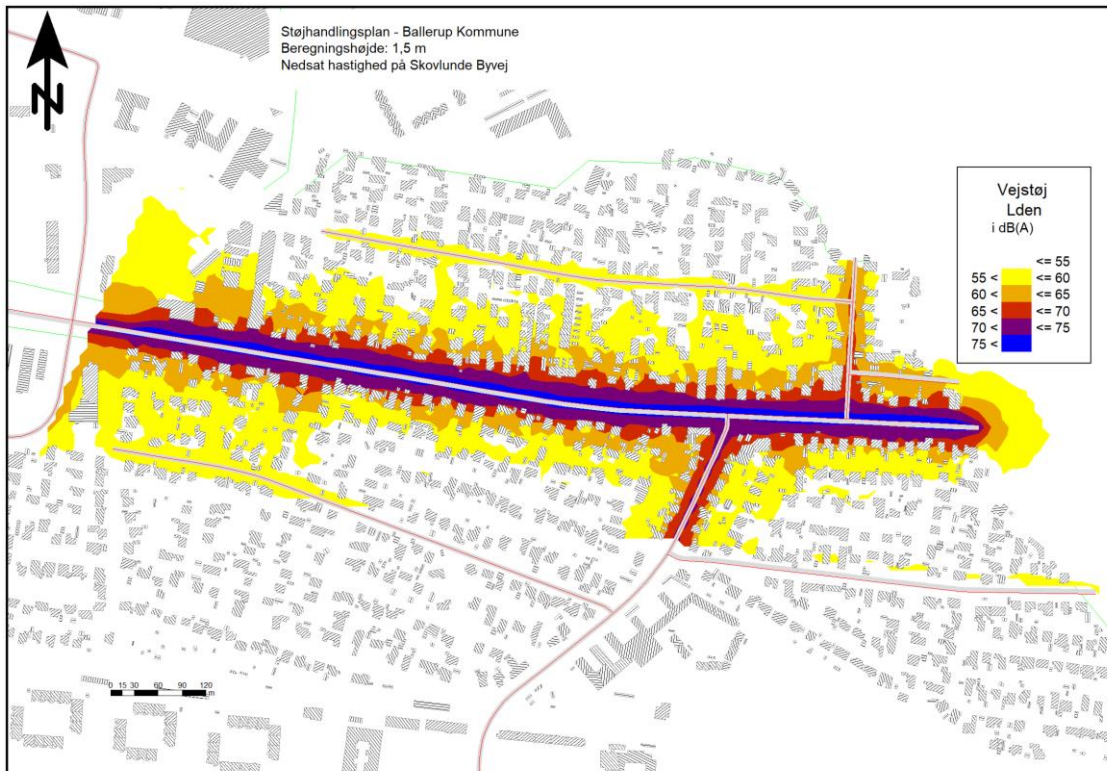 Støjhandlingsplan - Ballerup Kommune
Beregningshøjde: 1,5 m
Nedsat hastighed på Skovlunde Byvej
N
Vejstøj
Lden
i dB(A)
<= 55
55 < <= 60
60 < <= 65
65 < <= 70
70 < <= 75
75 <
0 15 30 60 90 120
m